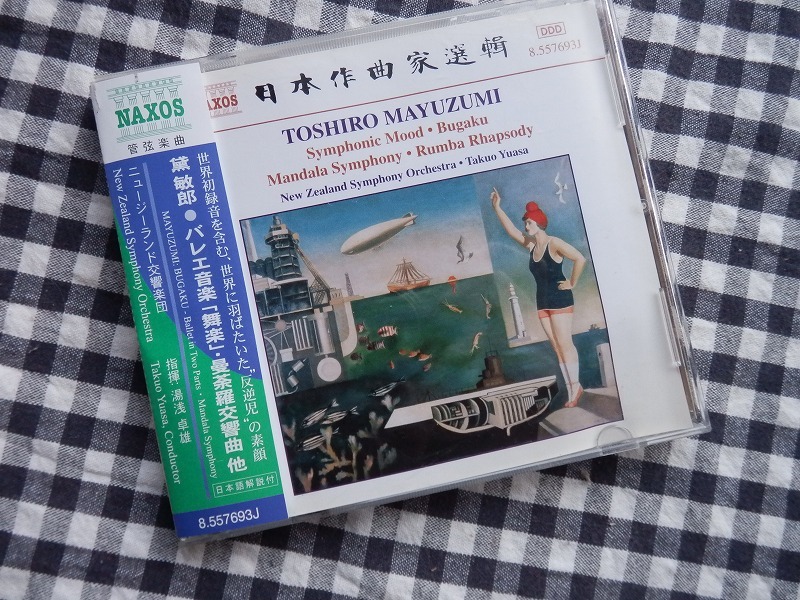 NAXOS
管弦楽曲
ニュージーランド交響楽団
New Zealand Symphony Orchestra
黛 敏郎●バレエ音楽「舞楽」・曼荼羅交響曲 他
MAYUZUMI: BUGAKU - Ballet in Two Parts • Mandala Symphony
世界初録音を含む、世界に羽ばたいた“反逆児”の素顔
指揮：湯浅 卓雄
Takuo Yuasa, Conductor
日本語解説付
8.557693J
NAXOS
日本作曲家選輯
DDD
8.557693J
TOSHIRO MAYUZUMI
Symphonic Mood • Bugaku
Mandala Symphony • Rumba Rhapsody
New Zealand Symphony Orchestra • Takuo Yuasa